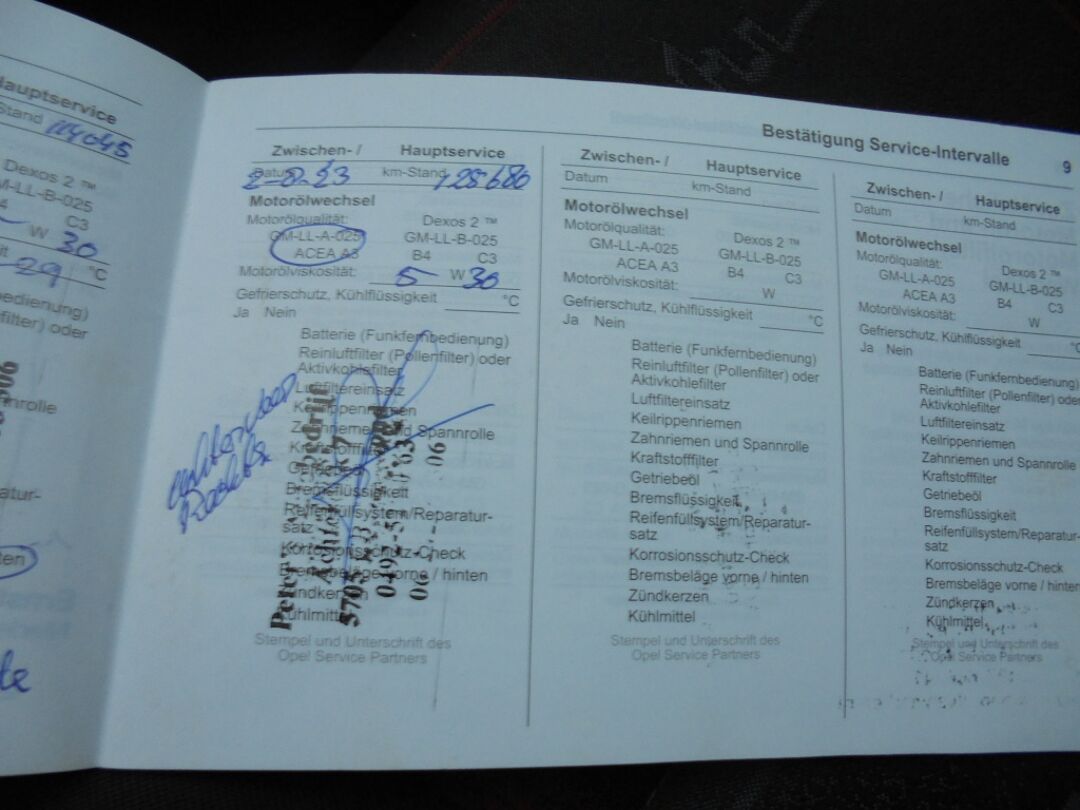 Hauptservice
Stand 114045
Dexos 2 ™
GM-LL-B-025
C3
W 30
-29 °C
Bestätigung Service-Intervalle 9
Zwischen- / Hauptservice
Datum 2-8-23 km-Stand 128680
Motorölwechsel
Motorölqualität: Dexos 2 ™
GM-LL-A-025 GM-LL-B-025
ACEA A3 B4 C3
Motorölviskosität: 5 W 30
Gefrierschutz, Kühlflüssigkeit °C
Ja Nein
Batterie (Funkfernbedienung)
Reinluftfilter (Pollenfilter) oder
Aktivkohlefilter
Luftfiltereinsatz
Keilrippenriemen
Zahnriemen und Spannrolle
Kraftstofffilter
Getriebeöl
Bremsflüssigkeit
Reifenfüllsystem/Reparatur-
satz
Korrosionsschutz-Check
Bremsbeläge vorne / hinten
Zündkerzen
Kühlmittel
Stempel und Unterschrift des
Opel Service Partners
Zwischen- / Hauptservice
Datum km-Stand
Motorölwechsel
Motorölqualität: Dexos 2 ™
GM-LL-A-025 GM-LL-B-025
ACEA A3 B4 C3
Motorölviskosität: W
Gefrierschutz, Kühlflüssigkeit °C
Ja Nein
Batterie (Funkfernbedienung)
Reinluftfilter (Pollenfilter) oder
Aktivkohlefilter
Luftfiltereinsatz
Keilrippenriemen
Zahnriemen und Spannrolle
Kraftstofffilter
Getriebeöl
Bremsflüssigkeit
Reifenfüllsystem/Reparatur-
satz
Korrosionsschutz-Check
Bremsbeläge vorne / hinten
Zündkerzen
Kühlmittel
Stempel und Unterschrift des
Opel Service Partners
Zwischen- / Hauptservice
Datum km-Stand
Motorölwechsel
Motorölqualität: Dexos 2 ™
GM-LL-A-025 GM-LL-B-025
ACEA A3 B4 C3
Motorölviskosität: W
Gefrierschutz, Kühlflüssigkeit °C
Ja Nein
Batterie (Funkfernbedienung)
Reinluftfilter (Pollenfilter) oder
Aktivkohlefilter
Luftfiltereinsatz
Keilrippenriemen
Zahnriemen und Spannrolle
Kraftstofffilter
Getriebeöl
Bremsflüssigkeit
Reifenfüllsystem/Reparatur-
satz
Korrosionsschutz-Check
Bremsbeläge vorne / hinten
Zündkerzen
Kühlmittel
Stempel und Unterschrift des
Opel Service Partners